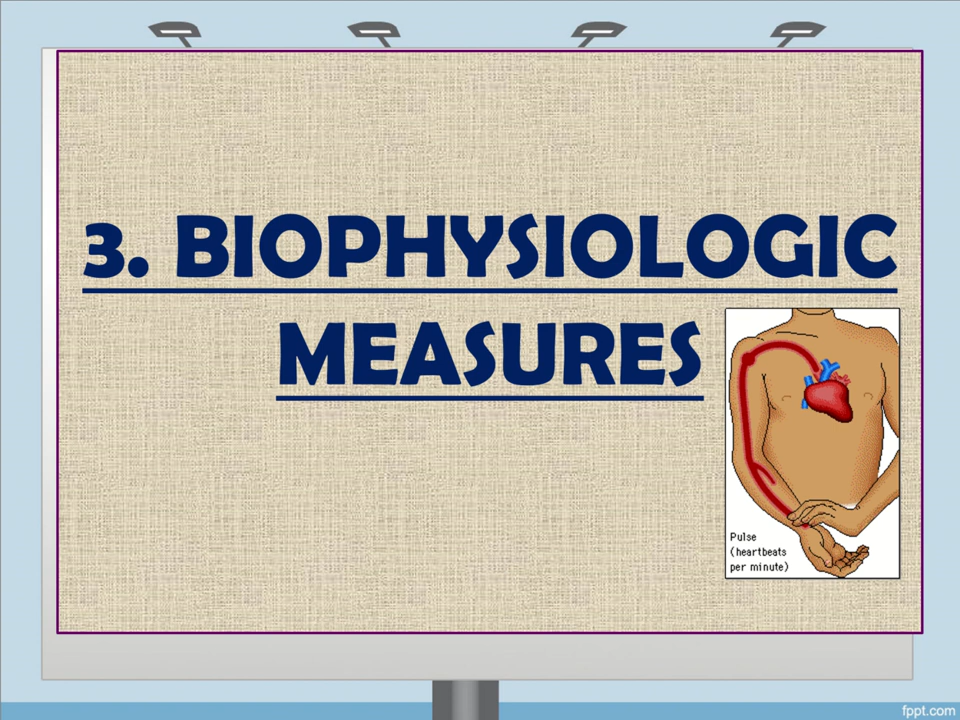 3. BIOPHYSIOLOGIC
MEASURES
Pulse
(heartbeats
per minute)
fppt.com